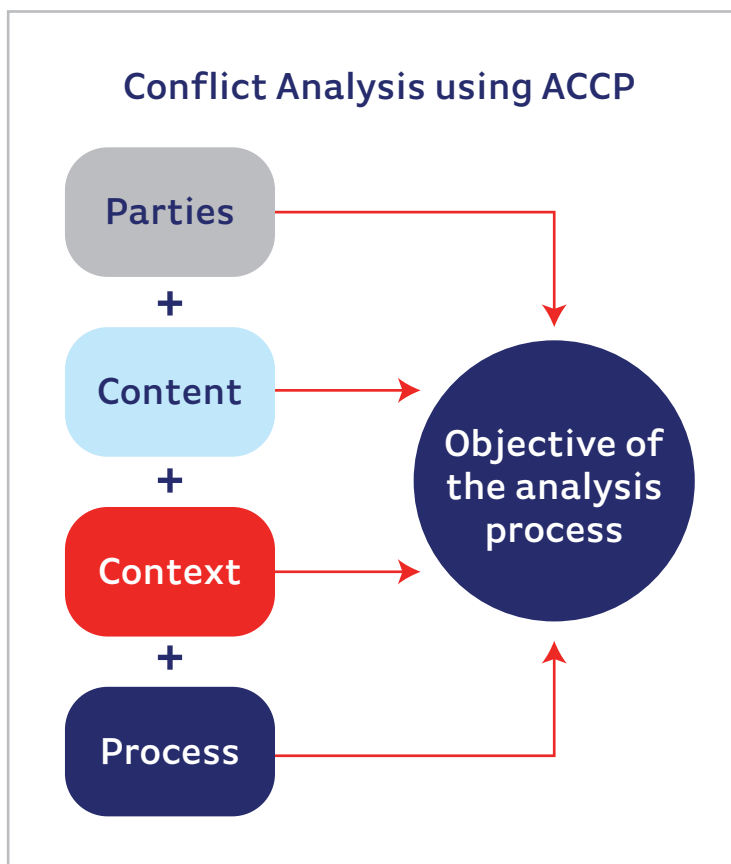 Conflict Analysis using ACCP
Parties
+
Content
+
Context
+
Process
Objective of
the analysis
process